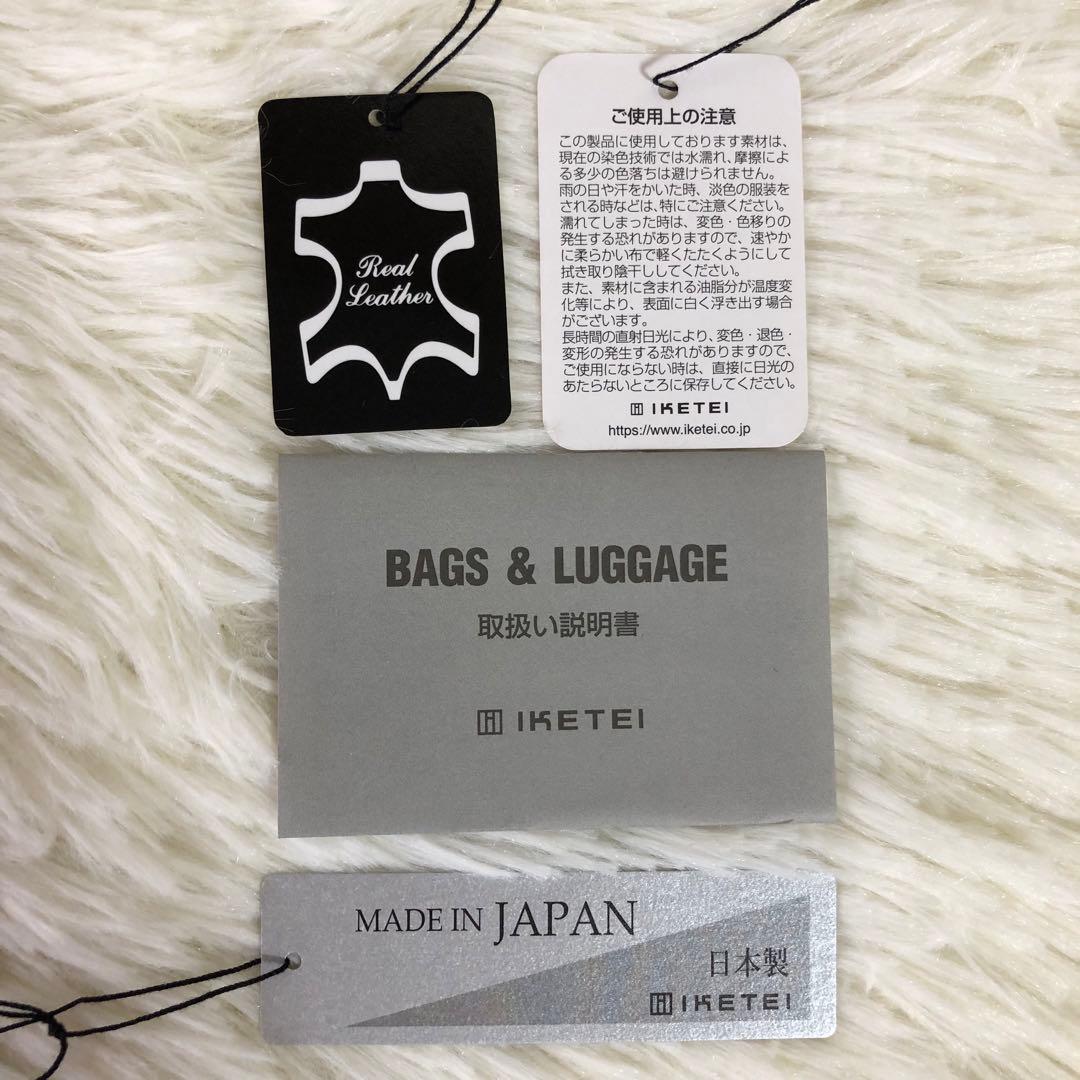 Real
Leather
ご使用上の注意
この製品に使用しております素材は、
現在の染色技術では水濡れ、摩擦によ
る多少の色落ちは避けられません。
雨の日や汗をかいた時、淡色の服装を
される時などは、特にご注意ください。
濡れてしまった時は、変色・色移りの
発生する恐れがありますので、速やか
に柔らかい布で軽くたたくようにして
拭き取り陰干ししてください。
また、素材に含まれる油脂分が温度変
化等により、表面に白く浮き出す場合
がございます。
長時間の直射日光により、変色・退色・
変形の発生する恐れがありますので、
ご使用にならない時は、直接に日光の
あたらないところに保存してください。
IKETEI
https://www.iketei.co.jp
BAGS & LUGGAGE
取扱い説明書
IKETEI
MADE IN JAPAN
日本製
IKETEI